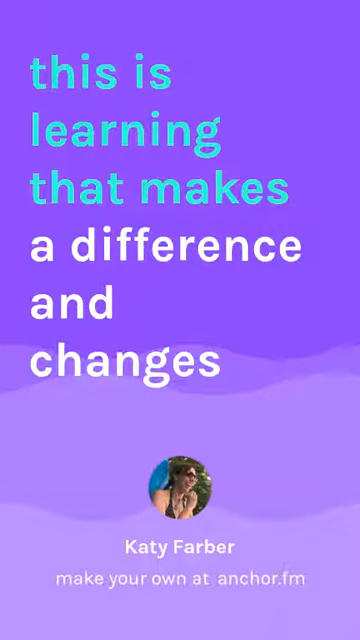 this is
learning
that makes
a difference
and
changes
Katy Farber
make your own at anchor.fm